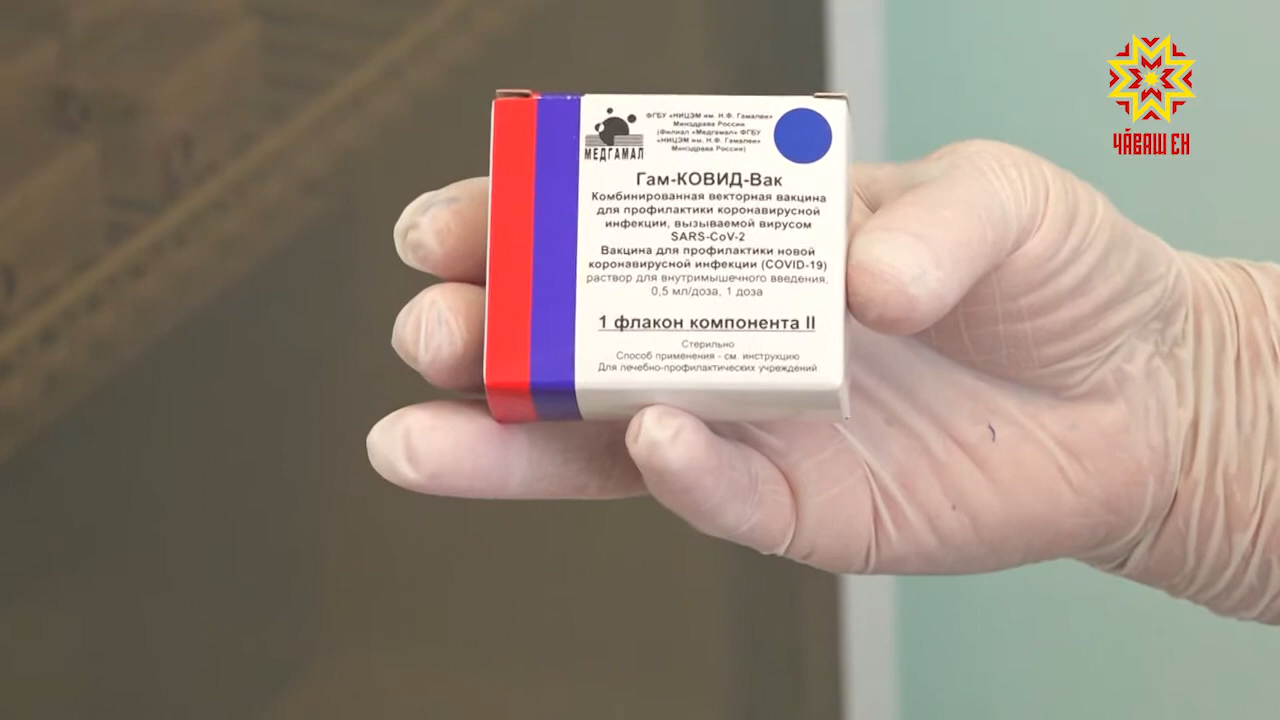 ЧӐВАШ ЕН
МЕДГАМАЛ
ФГБУ «НИЦЭМ им. Н.Ф. Гамалеи»
Минздрава России
(Филиал «Медгамал» ФГБУ
«НИЦЭМ им. Н.Ф. Гамалеи»
Минздрава России)
Гам-КОВИД-Вак
Комбинированная векторная вакцина
для профилактики коронавирусной
инфекции, вызываемой вирусом
SARS-CoV-2
Вакцина для профилактики новой
коронавирусной инфекции (COVID-19)
раствор для внутримышечного введения,
0,5 мл/доза, 1 доза
1 флакон компонента II
Стерильно
Способ применения - см. инструкцию
Для лечебно-профилактических учреждений